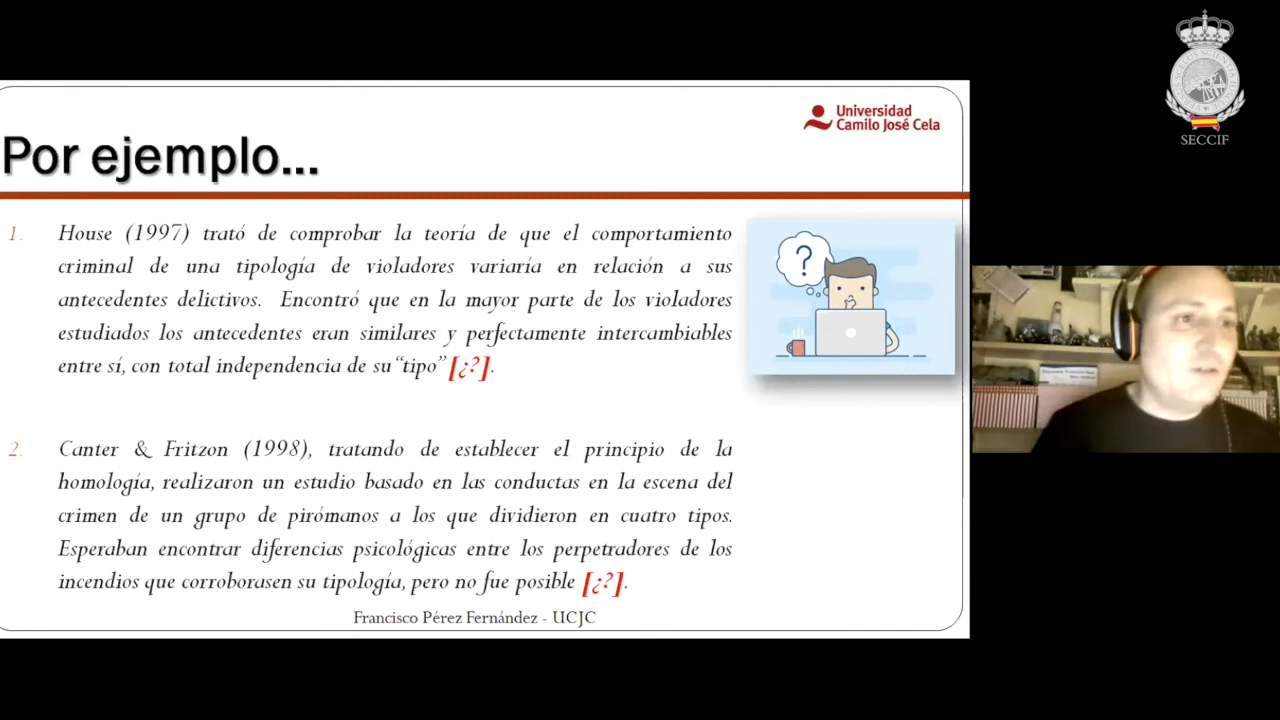 Universidad
Camilo José Cela
SECCIF
Por ejemplo...
1. House (1997) trató de comprobar la teoría de que el comportamiento
criminal de una tipología de violadores variaría en relación a sus
antecedentes delictivos. Encontró que en la mayor parte de los violadores
estudiados los antecedentes eran similares y perfectamente intercambiables
entre sí, con total independencia de su “tipo” [¿?].
?
2. Canter & Fritzon (1998), tratando de establecer el principio de la
homología, realizaron un estudio basado en las conductas en la escena del
crimen de un grupo de pirómanos a los que dividieron en cuatro tipos.
Esperaban encontrar diferencias psicológicas entre los perpetradores de los
incendios que corroborasen su tipología, pero no fue posible [¿?].
Francisco Pérez Fernández - UCJC